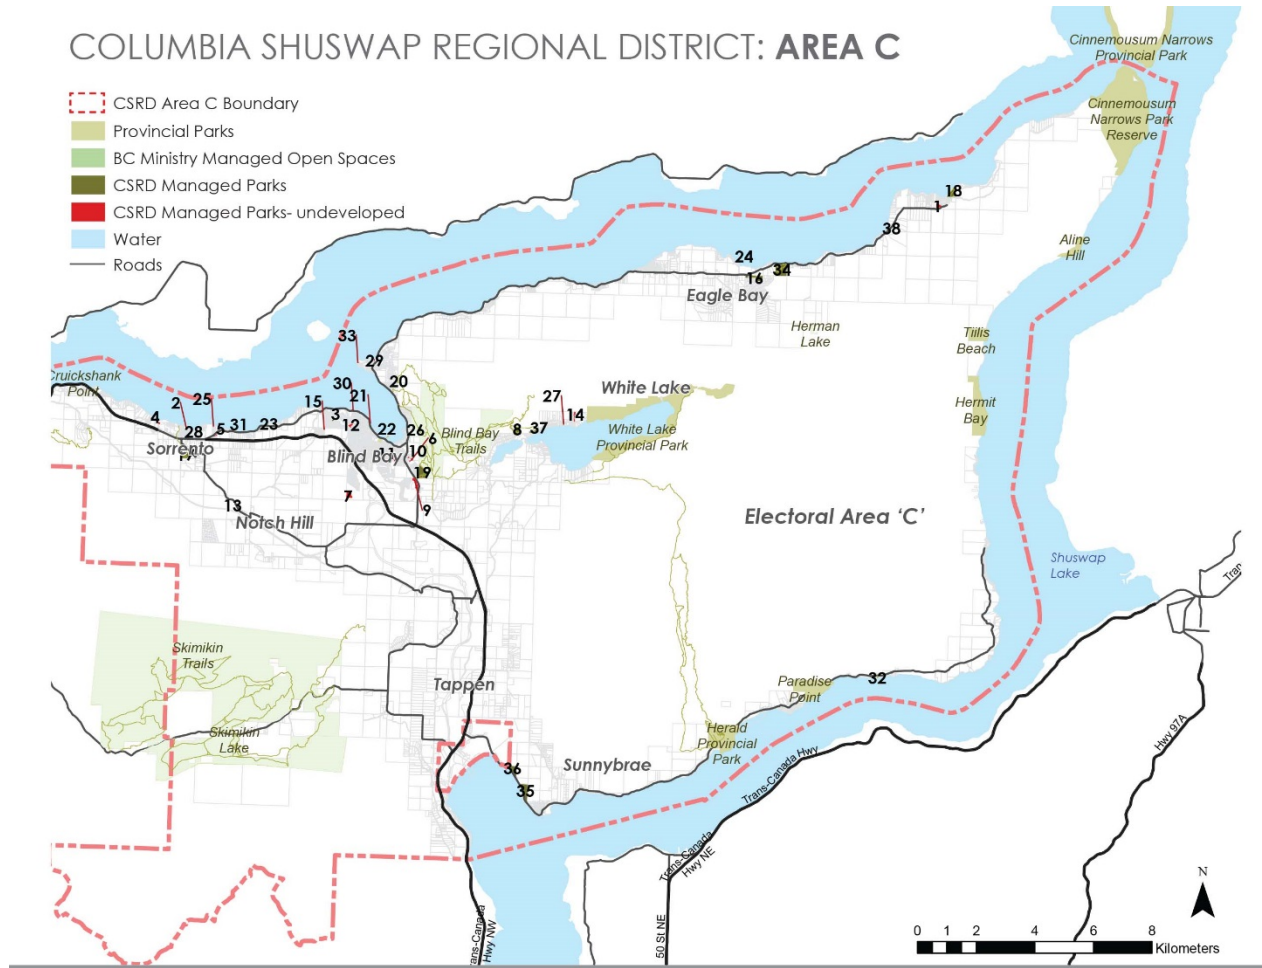 COLUMBIA SHUSWAP REGIONAL DISTRICT: AREA C
CSRD Area C Boundary
Provincial Parks
BC Ministry Managed Open Spaces
CSRD Managed Parks
CSRD Managed Parks- undeveloped
Water
Roads
Cinnemousum Narrows
Provincial Park
Cinnemousum
Narrows Park
Reserve
18
1
38
Aline
Hill
24
34
16
Eagle Bay
Herman
Lake
Tiilis
Beach
33
29
Cruickshank
Point
30
20
21
White Lake
27
2
25
15
3
14
Hermit
Bay
4
28
5
31
23
12
22
26
6
8
37
Blind Bay
Trails
White Lake
Provincial Park
Sorrento
17
Blind Bay
11
10
19
7
9
13
Notch Hill
Electoral Area ‘C’
Shuswap
Lake
Skimikin
Trails
Tappen
Paradise
Point
32
Skimikin
Lake
Herald
Provincial
Park
Hwy 97A
Trans-Canada Hwy
36
Sunnybrae
35
Trans-Canada
Hwy NE
50 St NE
Hwy NW
N
0 1 2 4 6 8
Kilometers